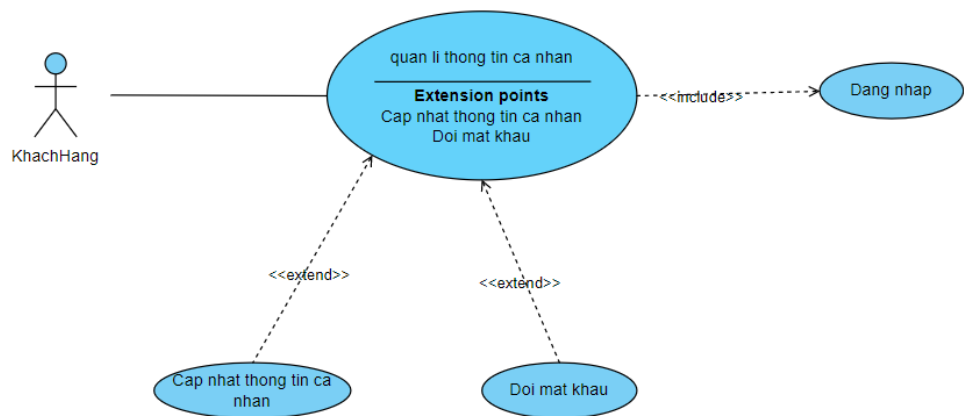 quan li thong tin ca nhan
Extension points
Cap nhat thong tin ca nhan
Doi mat khau
<<include>>
Dang nhap
KhachHang
<<extend>>
<<extend>>
Cap nhat thong tin ca
nhan
Doi mat khau